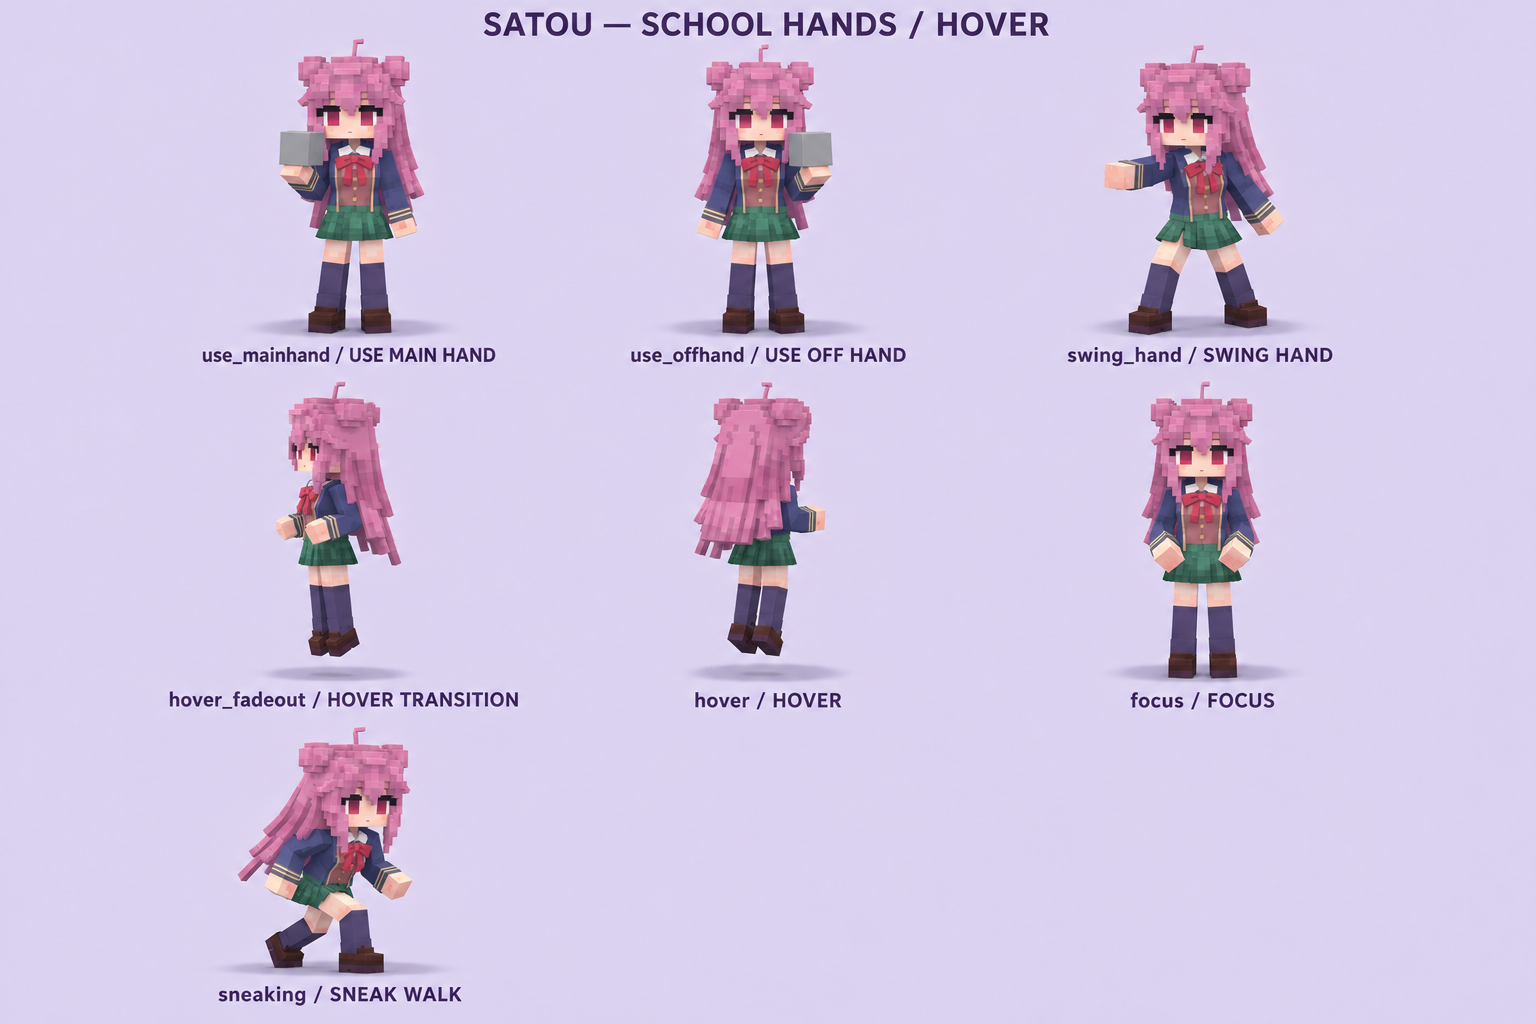 SATOU — SCHOOL HANDS / HOVER
use_mainhand / USE MAIN HAND
use_offhand / USE OFF HAND
swing_hand / SWING HAND
hover_fadeout / HOVER TRANSITION
hover / HOVER
focus / FOCUS
sneaking / SNEAK WALK